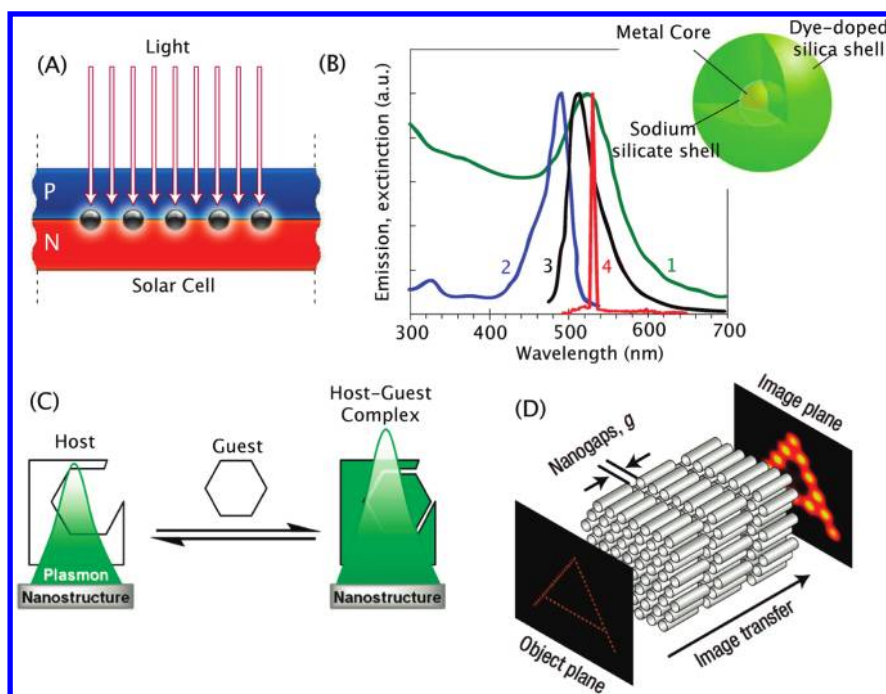 (A)
Light
P
N
Solar Cell
(B)
Emission, exctinction (a.u.)
2
3
4
1
300
400
500
600
700
Wavelength (nm)
Metal Core
Dye-doped
silica shell
Sodium
silicate shell
(C)
Host
Plasmon
Nanostructure
Guest
Host-Guest
Complex
Nanostructure
(D)
Nanogaps, g
Image plane
Object plane
Image transfer